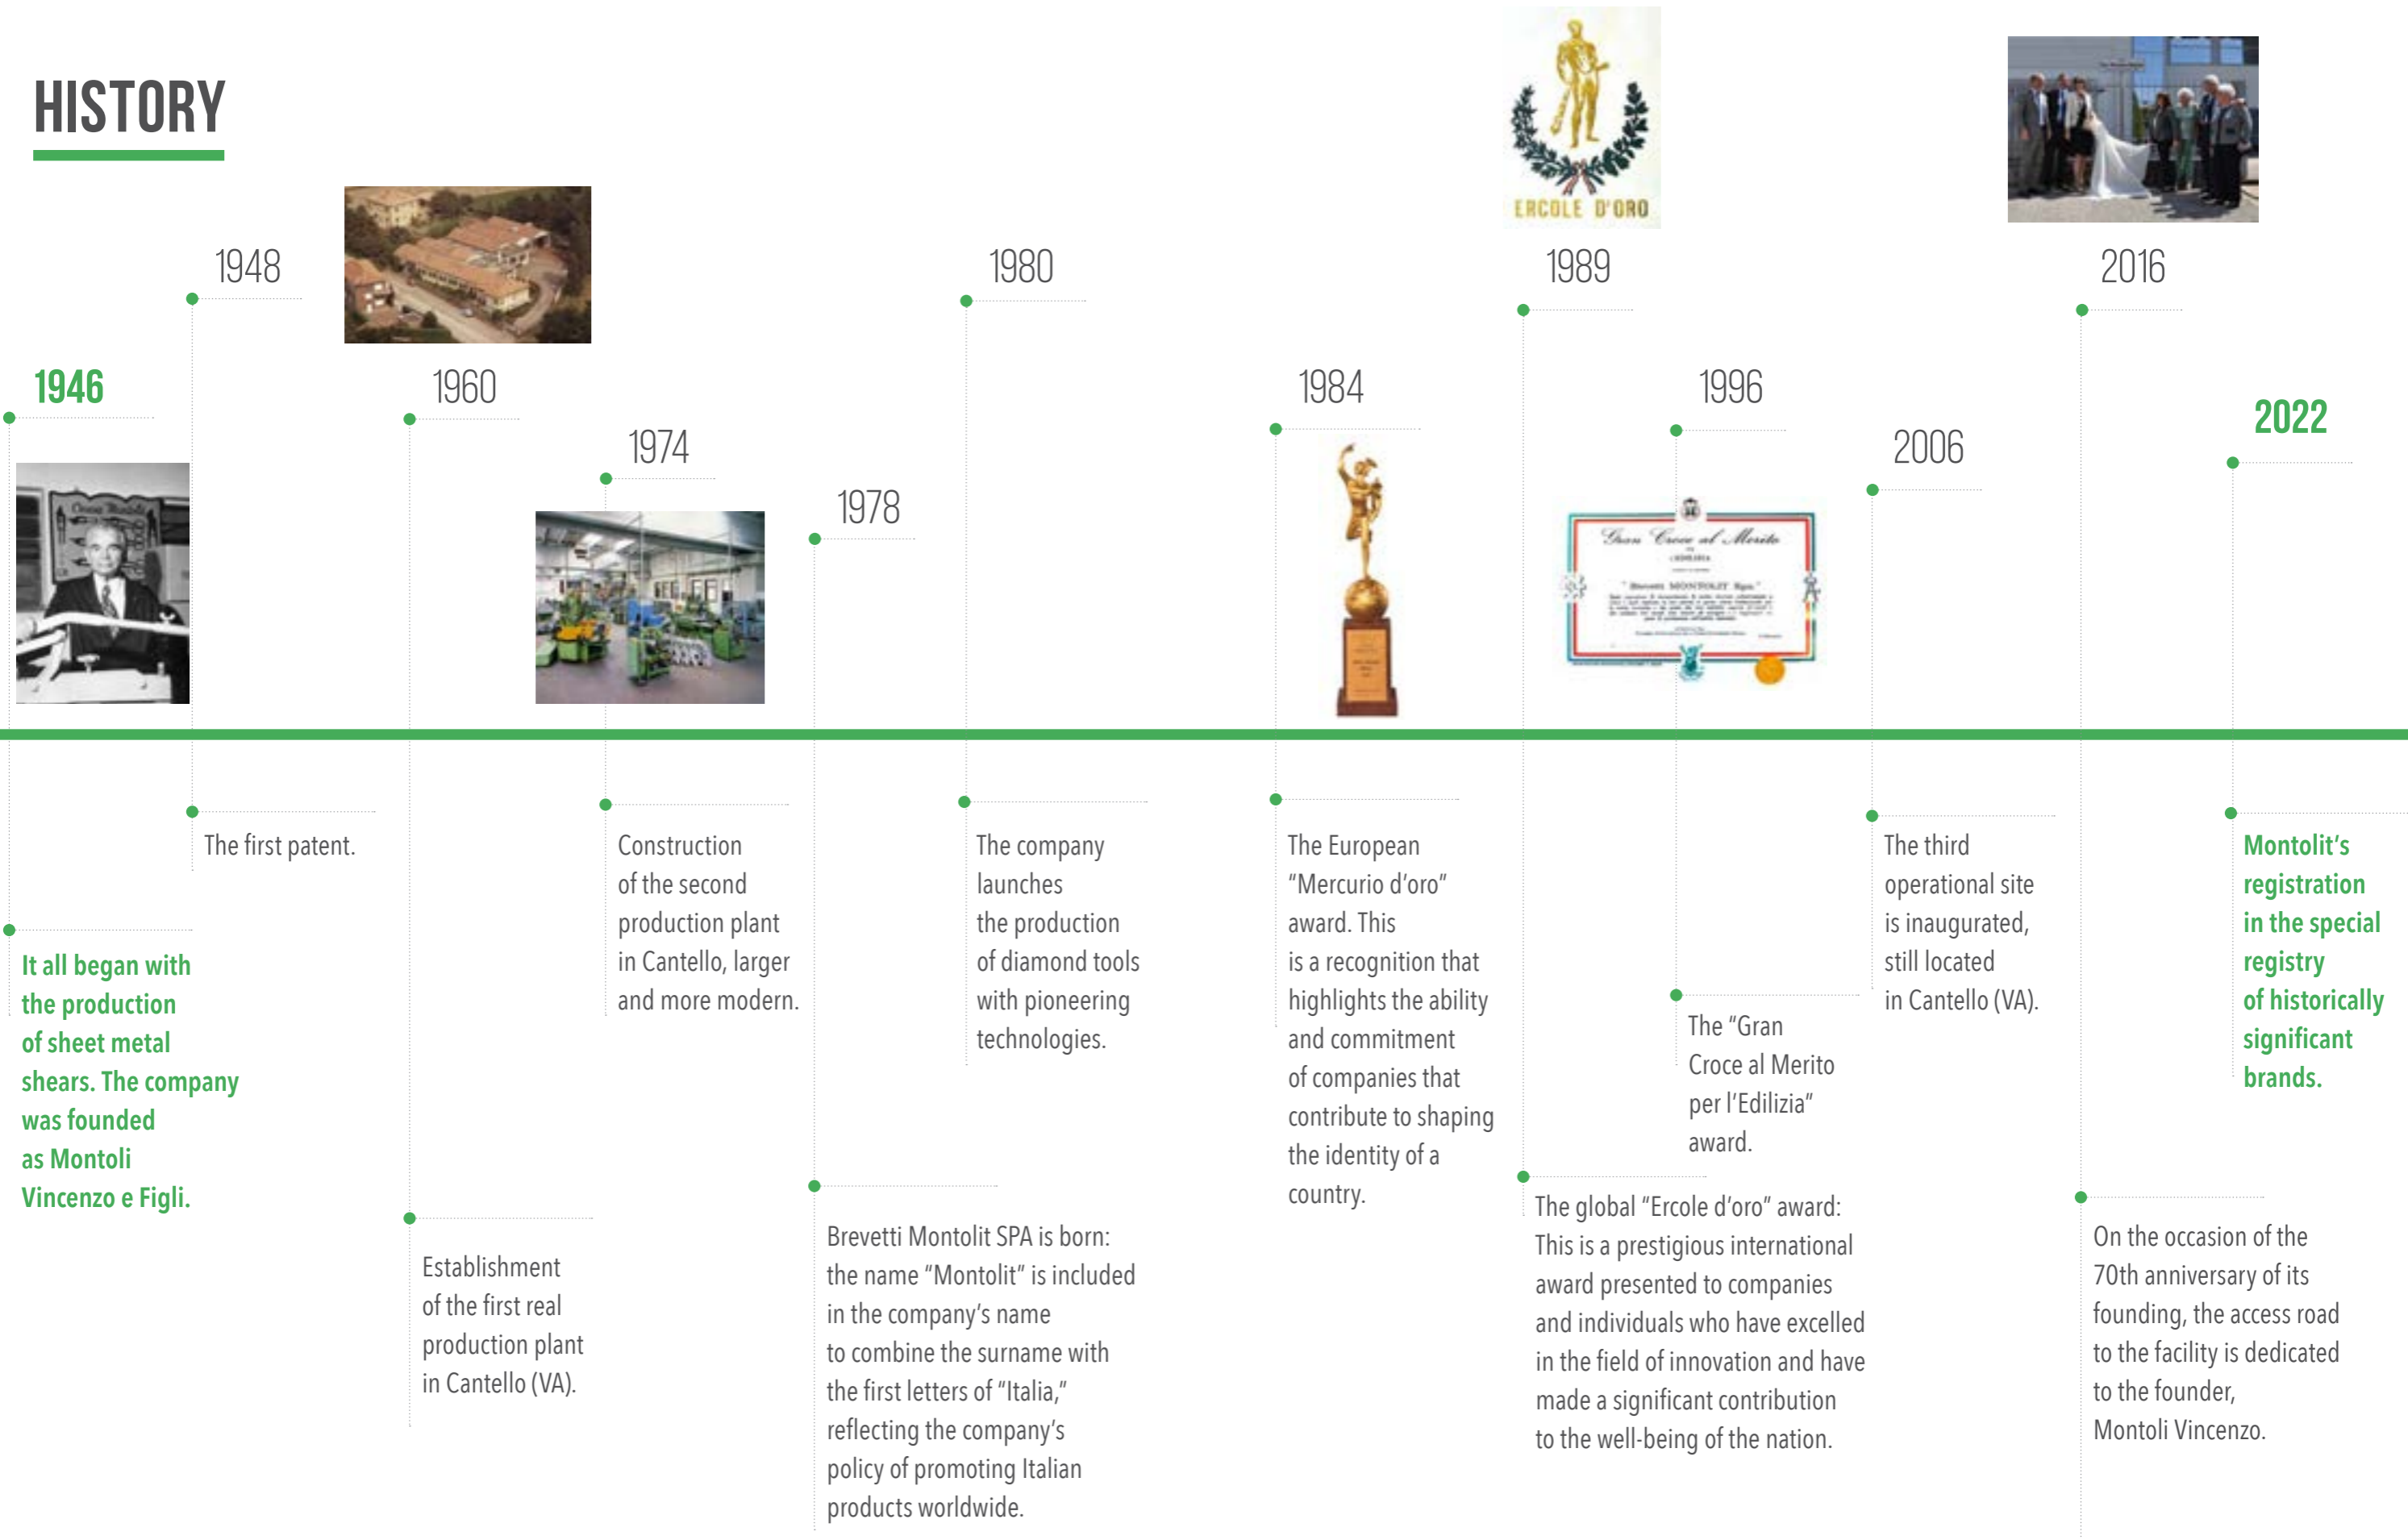 HISTORY
1946
It all began with
the production
of sheet metal
shears. The company
was founded
as Montoli
Vincenzo e Figli.
1948
The first patent.
1960
Establishment
of the first real
production plant
in Cantello (VA).
1974
Construction
of the second
production plant
in Cantello, larger
and more modern.
1978
Brevetti Montolit SPA is born:
the name “Montolit” is included
in the company’s name
to combine the surname with
the first letters of “Italia,”
reflecting the company’s
policy of promoting Italian
products worldwide.
1980
The company
launches
the production
of diamond tools
with pioneering
technologies.
1984
The European
“Mercurio d’oro”
award. This
is a recognition that
highlights the ability
and commitment
of companies that
contribute to shaping
the identity of a
country.
ERCOLE D'ORO
1989
The global “Ercole d’oro” award:
This is a prestigious international
award presented to companies
and individuals who have excelled
in the field of innovation and have
made a significant contribution
to the well-being of the nation.
1996
Gran Croce al Merito
"Brevetti MONTOLIT Spa"
The “Gran
Croce al Merito
per l’Edilizia”
award.
2006
The third
operational site
is inaugurated,
still located
in Cantello (VA).
2016
On the occasion of the
70th anniversary of its
founding, the access road
to the facility is dedicated
to the founder,
Montoli Vincenzo.
2022
Montolit’s
registration
in the special
registry
of historically
significant
brands.